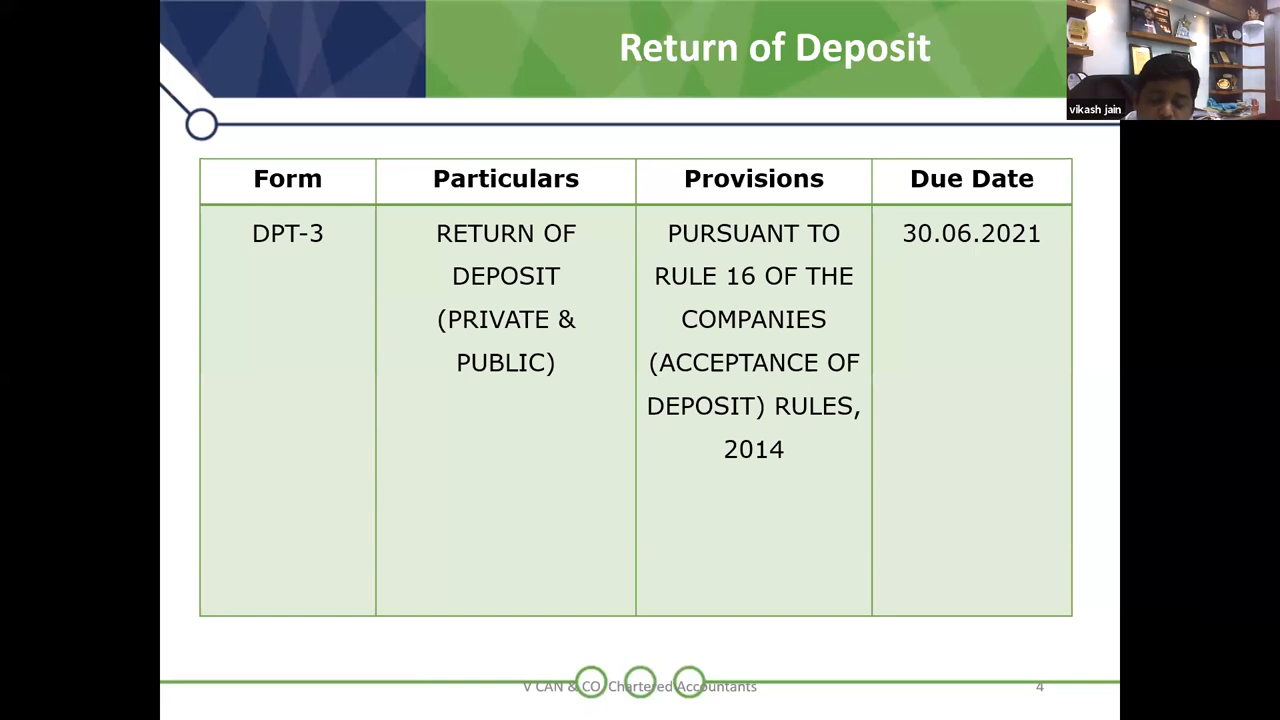 Return of Deposit
vikash jain
Form Particulars Provisions Due Date
DPT-3 RETURN OF PURSUANT TO 30.06.2021
DEPOSIT RULE 16 OF THE
(PRIVATE & COMPANIES
PUBLIC) (ACCEPTANCE OF
DEPOSIT) RULES,
2014
V CAN & CO, Chartered Accountants 4